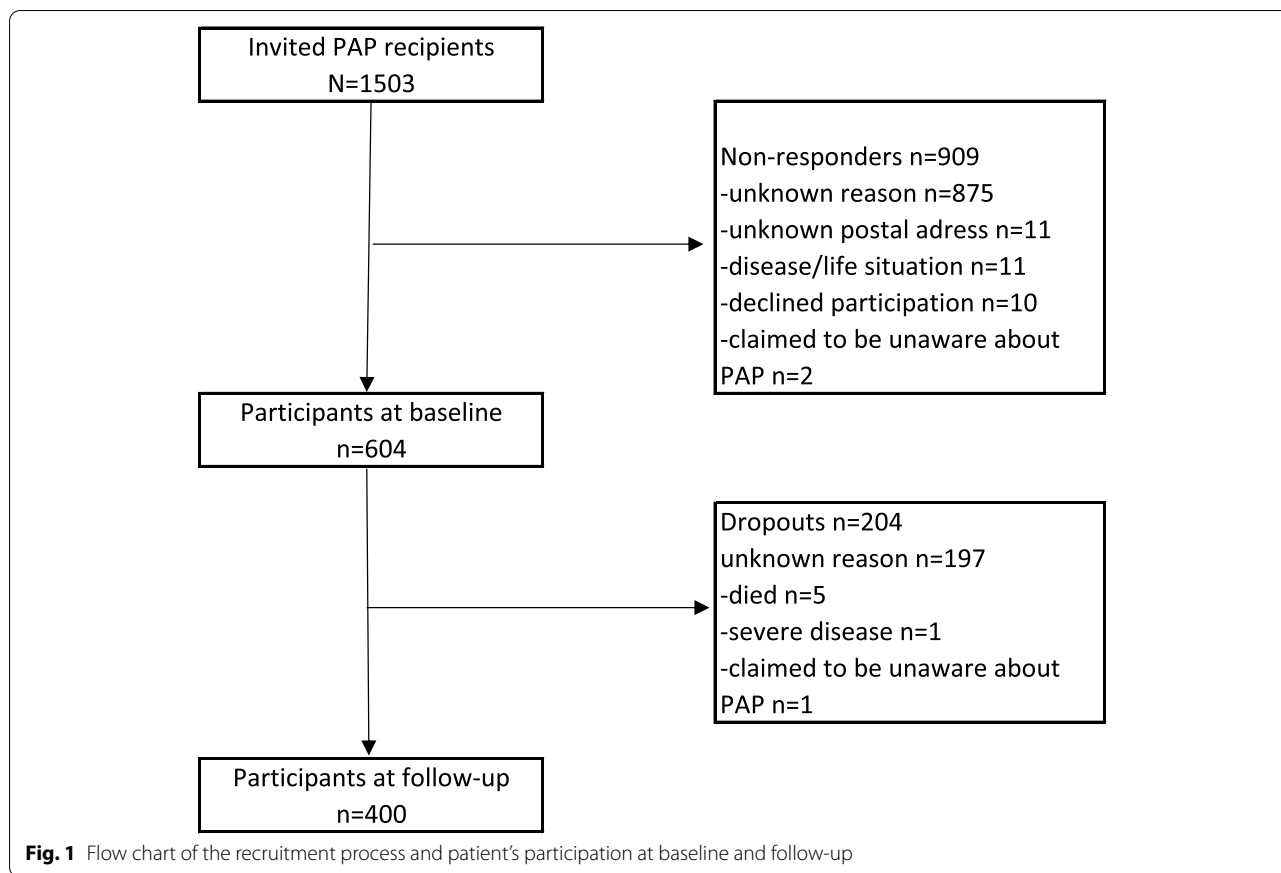 Invited PAP recipients
N=1503
Non-responders n=909
-unknown reason n=875
-unknown postal adress n=11
-disease/life situation n=11
-declined participation n=10
-claimed to be unaware about
PAP n=2
Participants at baseline
n=604
Dropouts n=204
unknown reason n=197
-died n=5
-severe disease n=1
-claimed to be unaware about
PAP n=1
Participants at follow-up
n=400
Fig. 1 Flow chart of the recruitment process and patient’s participation at baseline and follow-up